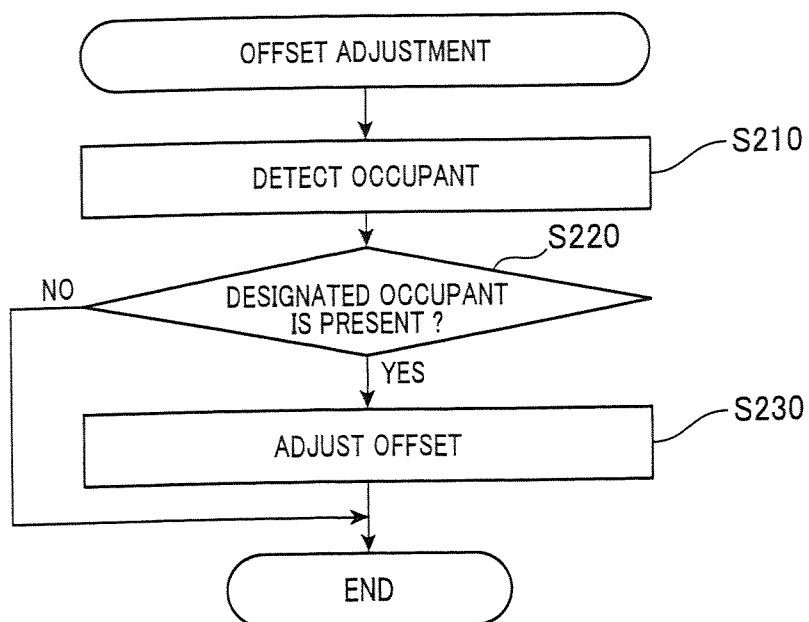 OFFSET ADJUSTMENT
S210
DETECT OCCUPANT
S220
NO
DESIGNATED OCCUPANT
IS PRESENT ?
YES
S230
ADJUST OFFSET
END